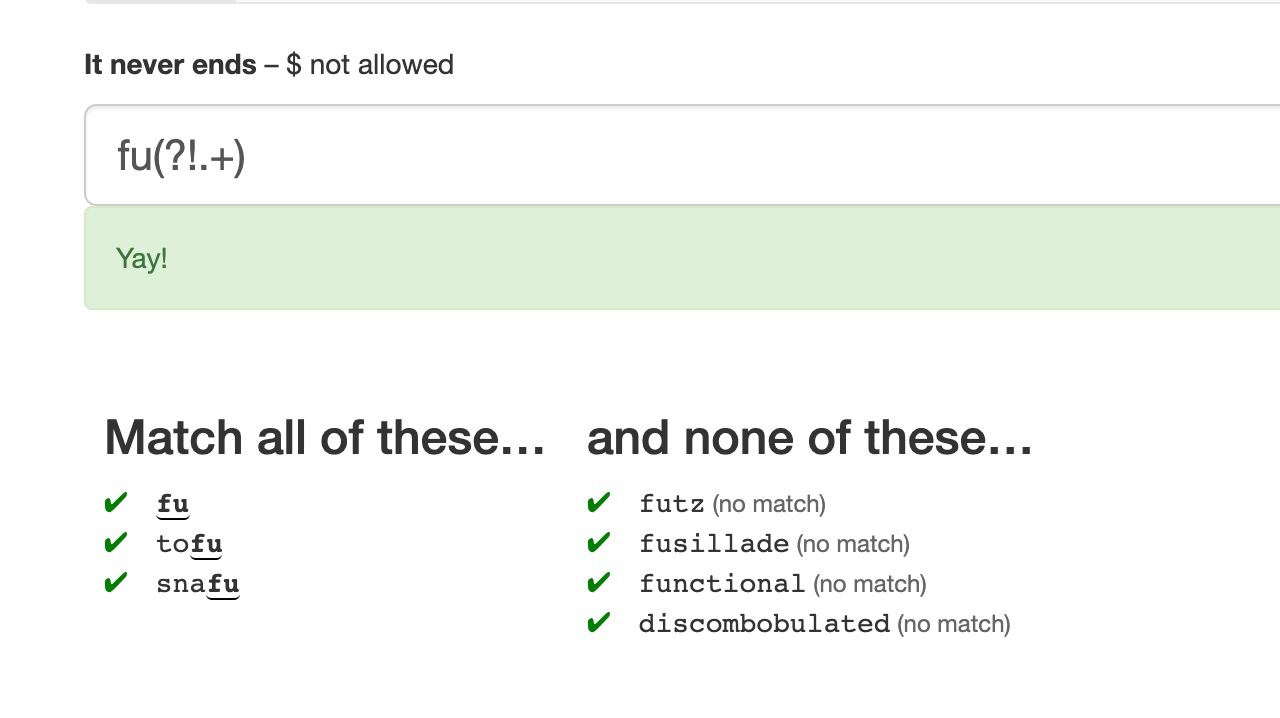 It never ends – $ not allowed
fu(?!.+)
Yay!
Match all of these…
✔ fu
✔ tofu
✔ snafu
and none of these…
✔ futz (no match)
✔ fusillade (no match)
✔ functional (no match)
✔ discombobulated (no match)